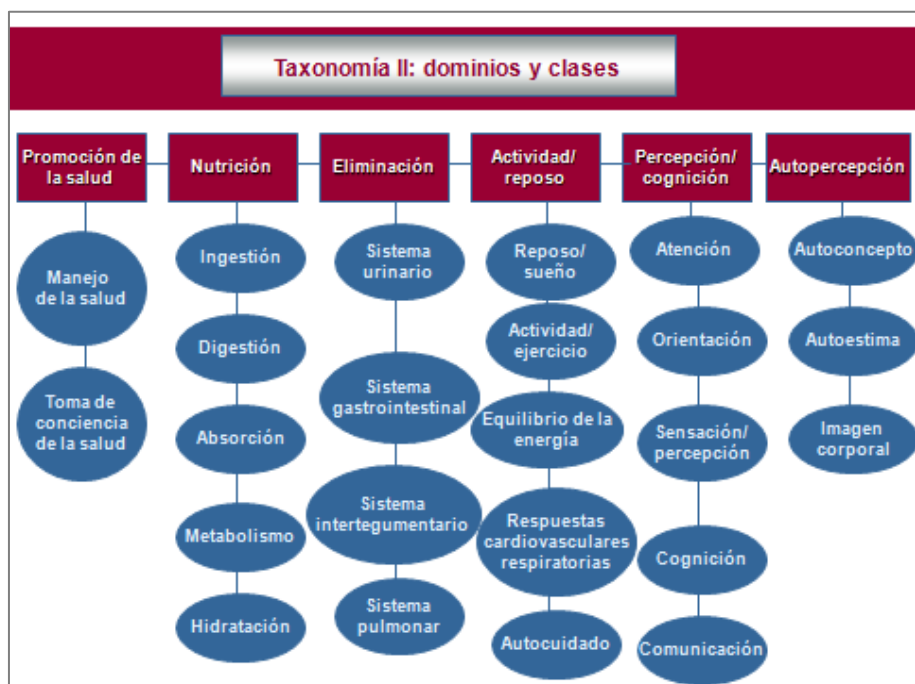 Taxonomía II: dominios y clases
Promoción de
la salud
Nutrición
Eliminación
Actividad/
reposo
Percepción/
cognición
Autopercepción
Manejo
de la salud
Toma de
conciencia
de la salud
Ingestión
Digestión
Absorción
Metabolismo
Hidratación
Sistema
urinario
Sistema
gastrointestinal
Sistema
intertegumentario
Sistema
pulmonar
Reposo/
sueño
Actividad/
ejercicio
Equilibrio de la
energía
Respuestas
cardiovasculares
respiratorias
Autocuidado
Atención
Orientación
Sensación/
percepción
Cognición
Comunicación
Autoconcepto
Autoestima
Imagen
corporal